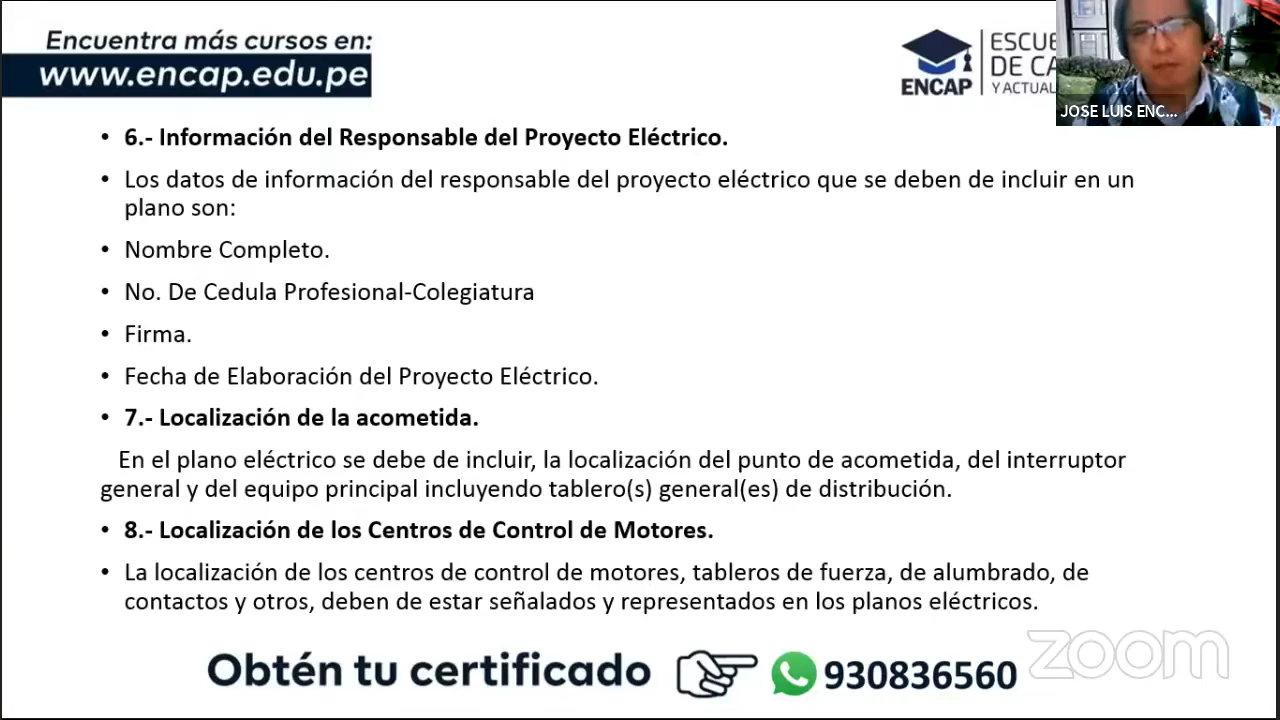 Encuentra más cursos en:
www.encap.edu.pe
ENCAP
ESCUE
DE CA
Y ACTUAL
JOSE LUIS ENC...
• 6.- Información del Responsable del Proyecto Eléctrico.
• Los datos de información del responsable del proyecto eléctrico que se deben de incluir en un
plano son:
• Nombre Completo.
• No. De Cedula Profesional-Colegiatura
• Firma.
• Fecha de Elaboración del Proyecto Eléctrico.
• 7.- Localización de la acometida.
En el plano eléctrico se debe de incluir, la localización del punto de acometida, del interruptor
general y del equipo principal incluyendo tablero(s) general(es) de distribución.
• 8.- Localización de los Centros de Control de Motores.
• La localización de los centros de control de motores, tableros de fuerza, de alumbrado, de
contactos y otros, deben de estar señalados y representados en los planos eléctricos.
Obtén tu certificado
930836560
zoom